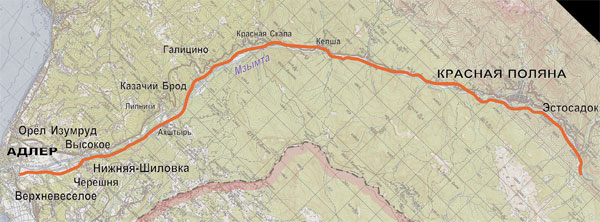 Красная Скала
Галицино
Кепша
Мзымта
КРАСНАЯ ПОЛЯНА
Казачий Брод
Эстосадок
Липники
Ахштырь
Орёл Изумруд
Высокое
АДЛЕР
Нижняя-Шиловка
Черешня
Верхневеселое